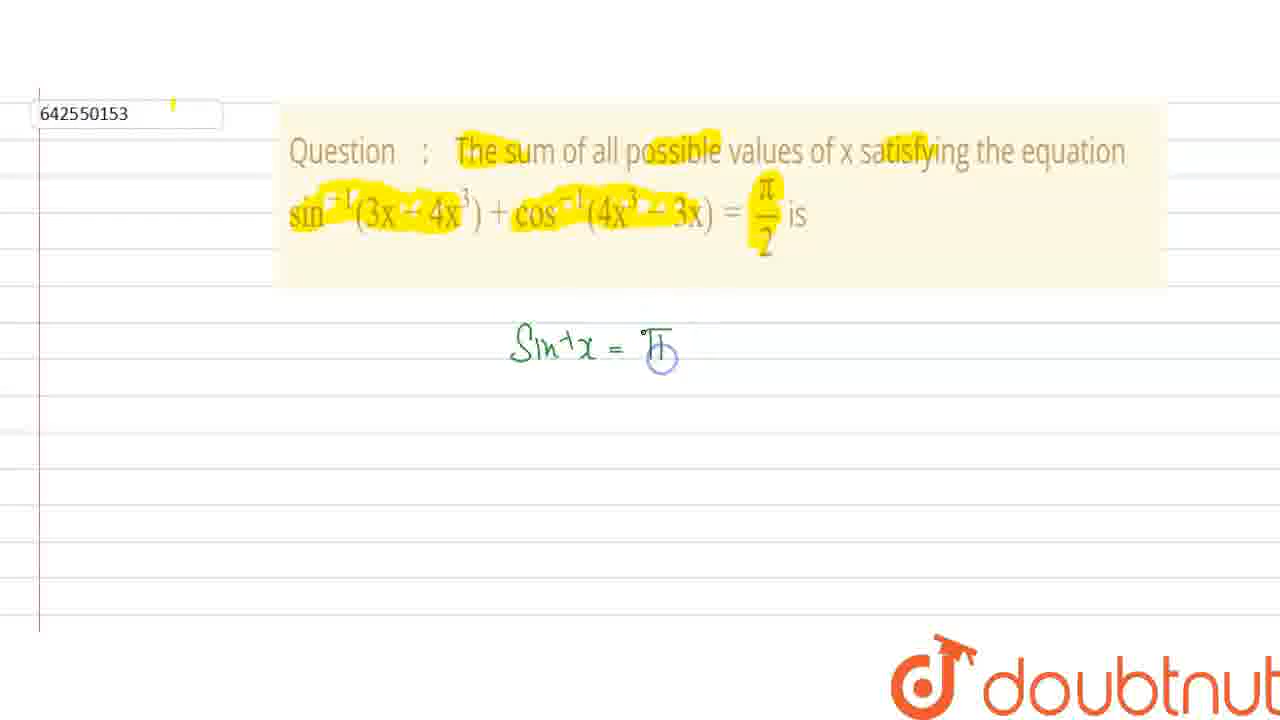 642550153
Question : The sum of all possible values of x satisfying the equation
sin⁻¹(3x − 4x³) + cos⁻¹(4x³ − 3x) = π/2 is
Sin⁻¹x = π
doubtnut